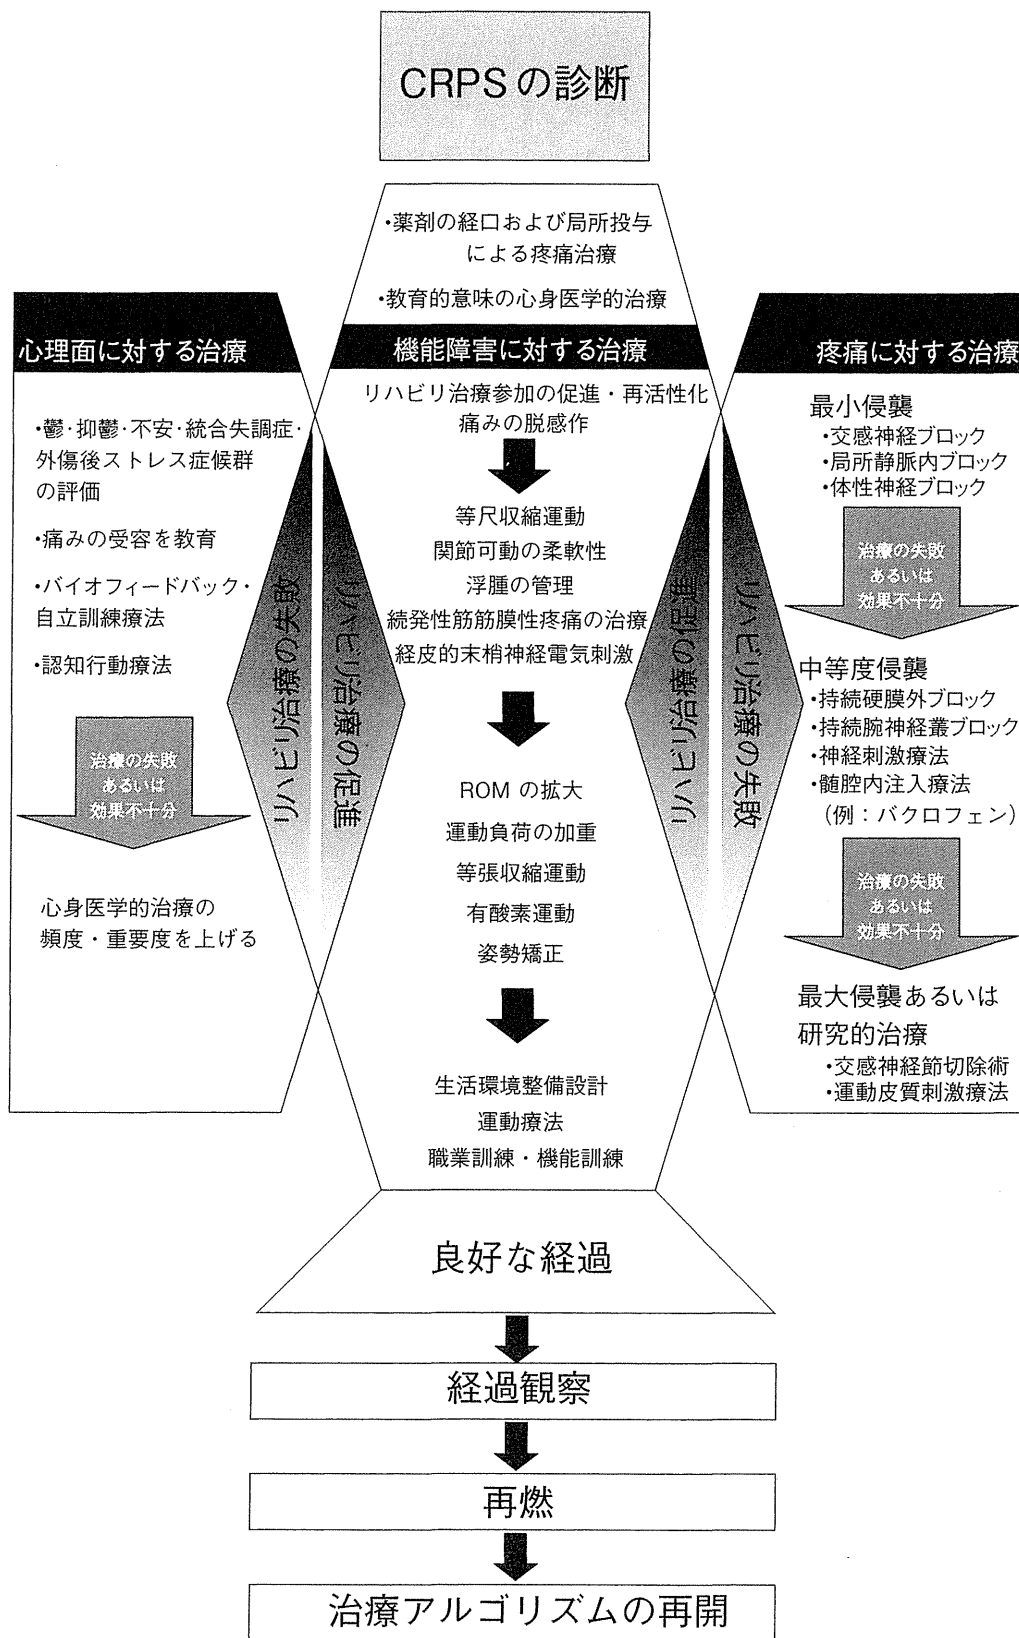 CRPS の診断
・薬剤の経口および局所投与
による疼痛治療
・教育的意味の心身医学的治療
心理面に対する治療
・鬱・抑鬱・不安・統合失調症・
外傷後ストレス症候群
の評価
・痛みの受容を教育
・バイオフィードバック・
自立訓練療法
・認知行動療法
治療の失敗
あるいは
効果不十分
心身医学的治療の
頻度・重要度を上げる
リハビリ治療の失敗
リハビリ治療の促進
機能障害に対する治療
リハビリ治療参加の促進・再活性化
痛みの脱感作
等尺収縮運動
関節可動の柔軟性
浮腫の管理
続発性筋筋膜性疼痛の治療
経皮的末梢神経電気刺激
ROM の拡大
運動負荷の加重
等張収縮運動
有酸素運動
姿勢矯正
生活環境整備設計
運動療法
職業訓練・機能訓練
リハビリ治療の促進
リハビリ治療の失敗
疼痛に対する治療
最小侵襲
・交感神経ブロック
・局所静脈内ブロック
・体性神経ブロック
治療の失敗
あるいは
効果不十分
中等度侵襲
・持続硬膜外ブロック
・持続腕神経叢ブロック
・神経刺激療法
・髄腔内注入療法
(例：バクロフェン)
治療の失敗
あるいは
効果不十分
最大侵襲あるいは
研究的治療
・交感神経節切除術
・運動皮質刺激療法
良好な経過
経過観察
再燃
治療アルゴリズムの再開